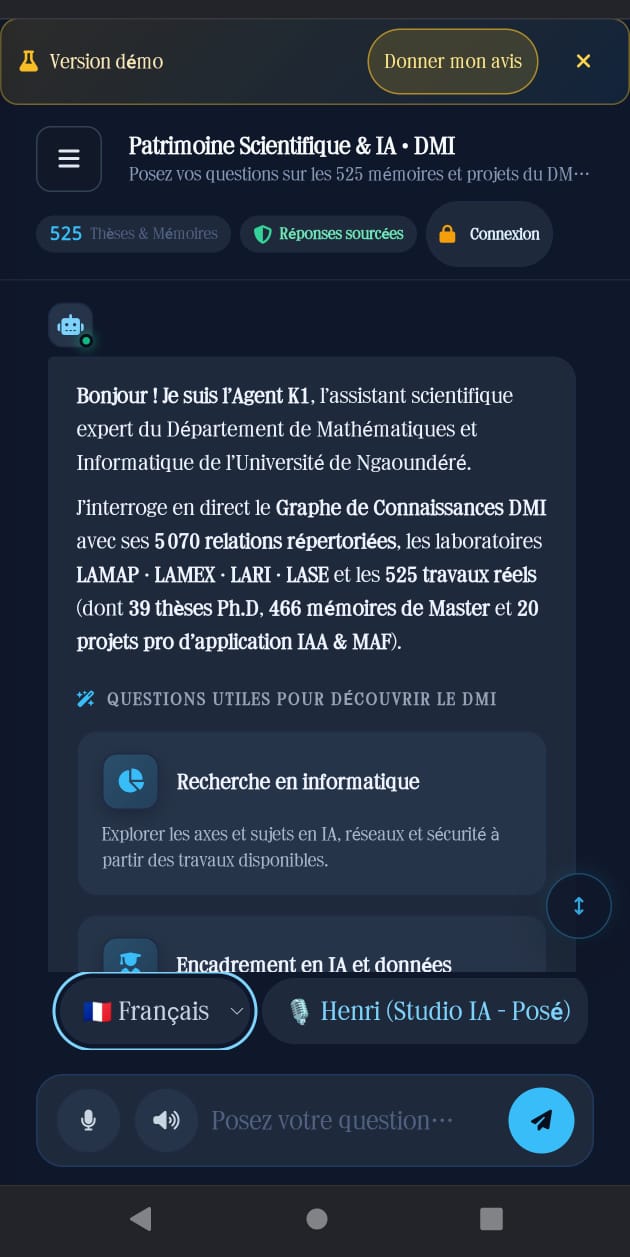 Version démo
Donner mon avis
Patrimoine Scientifique & IA • DMI
Posez vos questions sur les 525 mémoires et projets du DM···
525 Thèses & Mémoires
Réponses sourcées
Connexion
Bonjour ! Je suis l'Agent K1, l'assistant scientifique
expert du Département de Mathématiques et
Informatique de l'Université de Ngaoundéré.
J'interroge en direct le Graphe de Connaissances DMI
avec ses 5 070 relations répertoriées, les laboratoires
LAMAP · LAMEX · LARI · LASE et les 525 travaux réels
(dont 39 thèses Ph.D, 466 mémoires de Master et 20
projets pro d'application IAA & MAF).
QUESTIONS UTILES POUR DÉCOUVRIR LE DMI
Recherche en informatique
Explorer les axes et sujets en IA, réseaux et sécurité à
partir des travaux disponibles.
Encadrement en IA et données
Français
Henri (Studio IA - Posé)
Posez votre question···